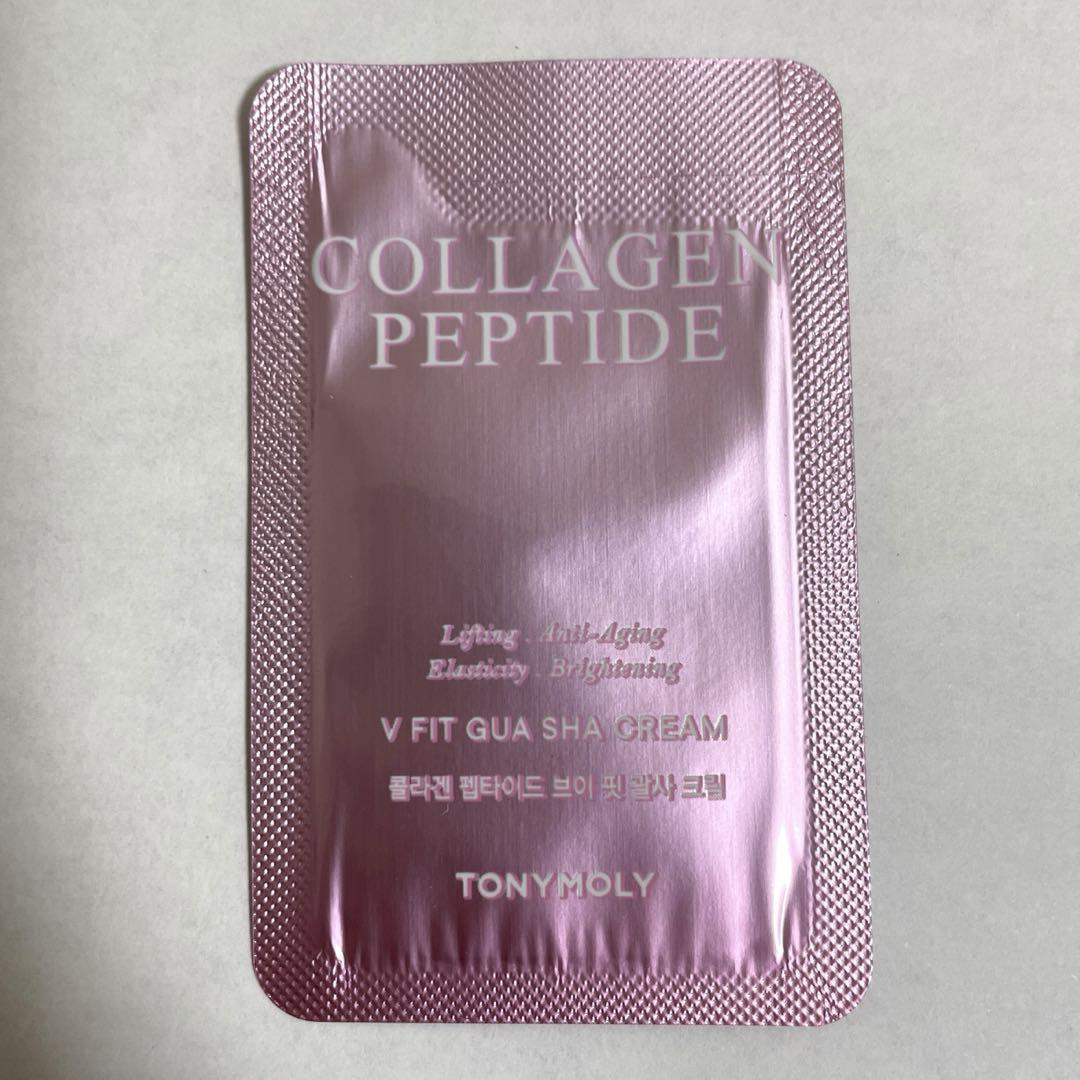 COLLAGEN
PEPTIDE
Lifting . Anti-Aging
Elasticity . Brightening
V FIT GUA SHA CREAM
콜라겐 펩타이드 브이 핏 괄사 크림
TONYMOLY